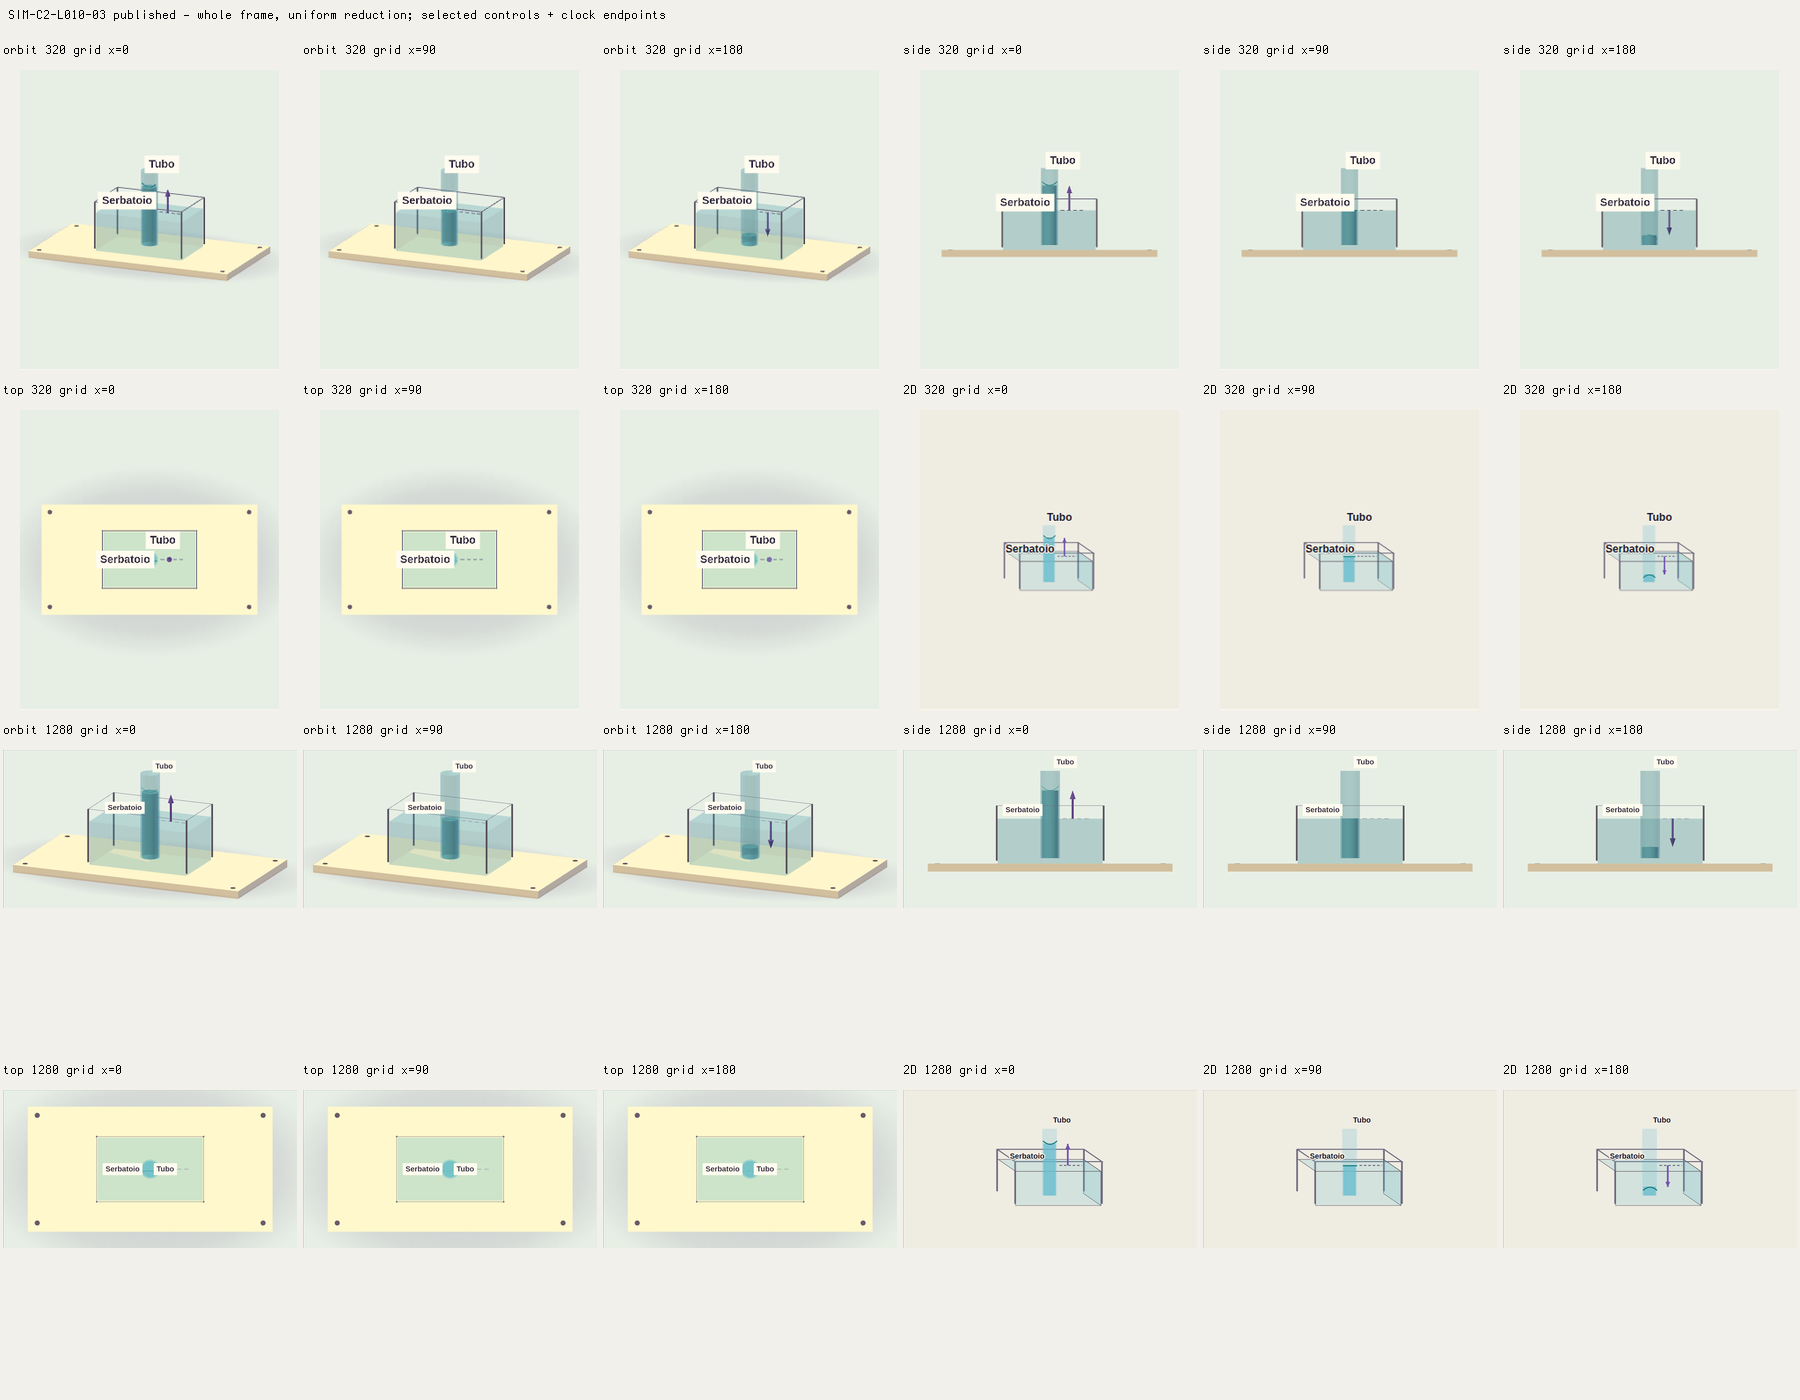 SIM-C2-L010-03 published – whole frame, uniform reduction; selected controls + clock endpoints
orbit 320 grid x=0
orbit 320 grid x=90
orbit 320 grid x=180
side 320 grid x=0
side 320 grid x=90
side 320 grid x=180
Tubo
Tubo
Tubo
Tubo
Tubo
Tubo
Serbatoio
Serbatoio
Serbatoio
Serbatoio
Serbatoio
Serbatoio
top 320 grid x=0
top 320 grid x=90
top 320 grid x=180
2D 320 grid x=0
2D 320 grid x=90
2D 320 grid x=180
Tubo
Tubo
Tubo
Tubo
Tubo
Tubo
Serbatoio
Serbatoio
Serbatoio
Serbatoio
Serbatoio
Serbatoio
orbit 1280 grid x=0
orbit 1280 grid x=90
orbit 1280 grid x=180
side 1280 grid x=0
side 1280 grid x=90
side 1280 grid x=180
Tubo
Tubo
Tubo
Tubo
Tubo
Tubo
Serbatoio
Serbatoio
Serbatoio
Serbatoio
Serbatoio
Serbatoio
top 1280 grid x=0
top 1280 grid x=90
top 1280 grid x=180
2D 1280 grid x=0
2D 1280 grid x=90
2D 1280 grid x=180
Serbatoio Tubo
Serbatoio Tubo
Serbatoio Tubo
Tubo
Tubo
Tubo
Serbatoio
Serbatoio
Serbatoio